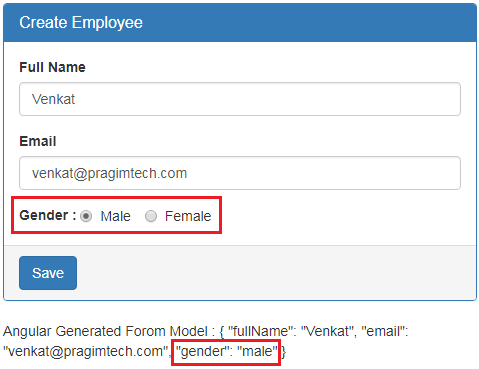 Create Employee
Full Name
Venkat
Email
venkat@pragimtech.com
Gender : Male Female
Save
Angular Generated Forom Model : { "fullName": "Venkat", "email":
"venkat@pragimtech.com", "gender": "male" }